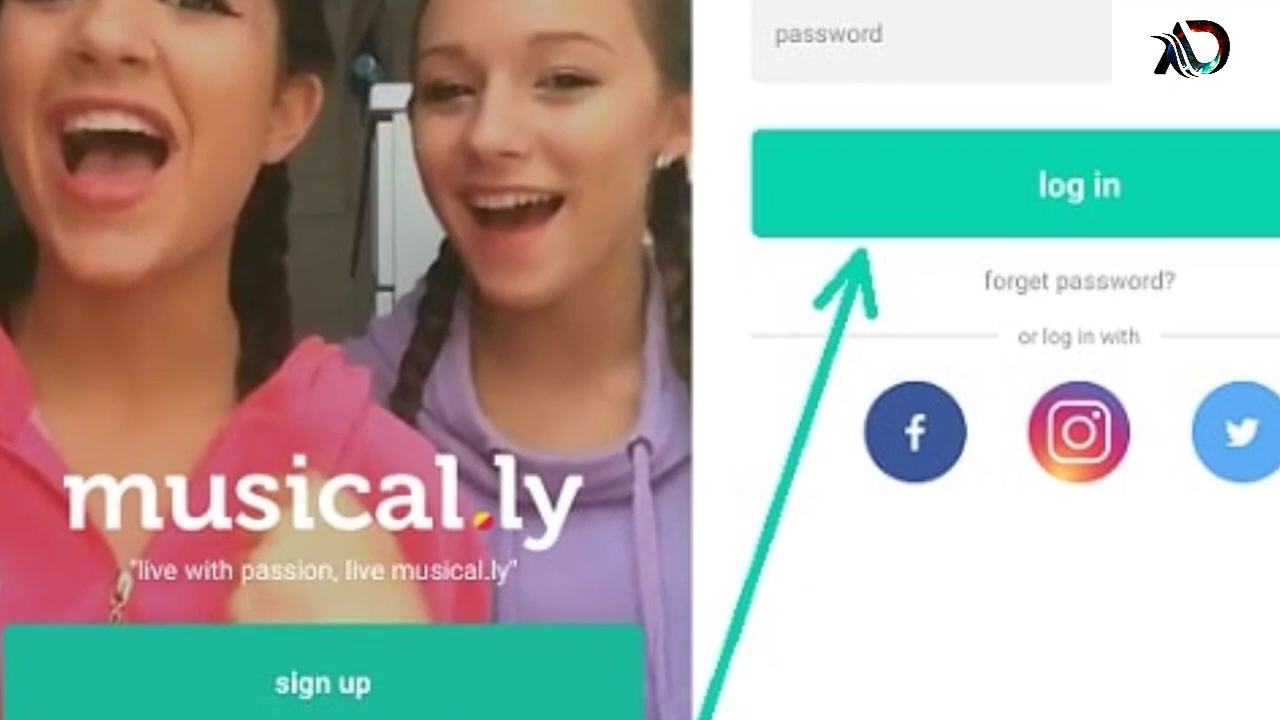 musical.ly
"live with passion, live musical.ly"
sign up
password
log in
forget password?
or log in with